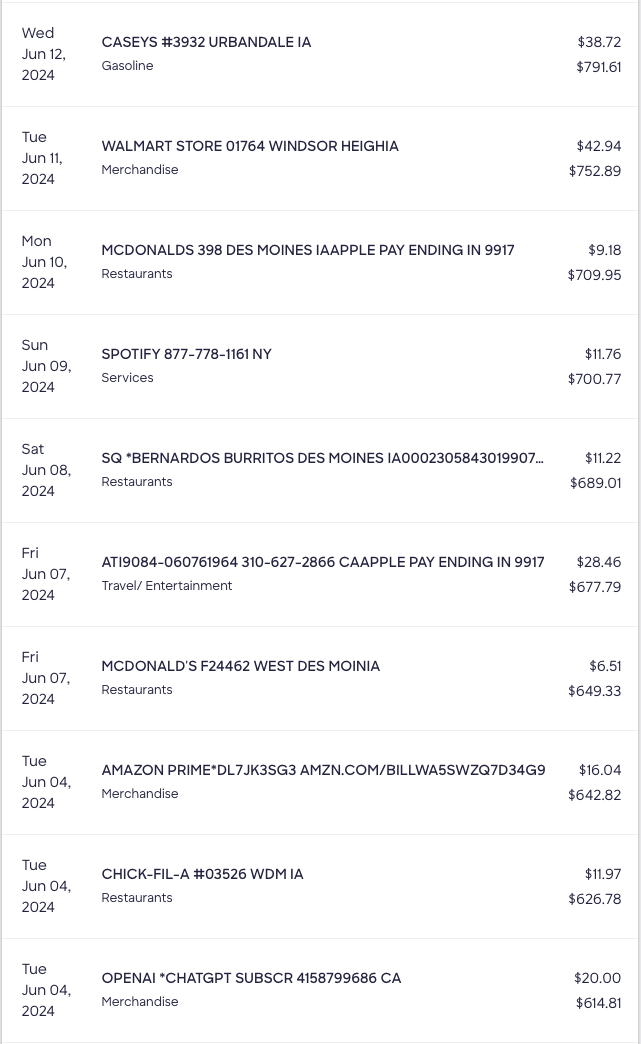 Wed
Jun 12,
2024
CASEYS #3932 URBANDALE IA
Gasoline
$38.72
$791.61
Tue
Jun 11,
2024
WALMART STORE 01764 WINDSOR HEIGHIA
Merchandise
$42.94
$752.89
Mon
Jun 10,
2024
MCDONALDS 398 DES MOINES IAAPPLE PAY ENDING IN 9917
Restaurants
$9.18
$709.95
Sun
Jun 09,
2024
SPOTIFY 877-778-1161 NY
Services
$11.76
$700.77
Sat
Jun 08,
2024
SQ *BERNARDOS BURRITOS DES MOINES IA0002305843019907...
Restaurants
$11.22
$689.01
Fri
Jun 07,
2024
ATI9084-060761964 310-627-2866 CAAPPLE PAY ENDING IN 9917
Travel/ Entertainment
$28.46
$677.79
Fri
Jun 07,
2024
MCDONALD'S F24462 WEST DES MOINIA
Restaurants
$6.51
$649.33
Tue
Jun 04,
2024
AMAZON PRIME*DL7JK3SG3 AMZN.COM/BILLWA5SWZQ7D34G9
Merchandise
$16.04
$642.82
Tue
Jun 04,
2024
CHICK-FIL-A #03526 WDM IA
Restaurants
$11.97
$626.78
Tue
Jun 04,
2024
OPENAI *CHATGPT SUBSCR 4158799686 CA
Merchandise
$20.00
$614.81